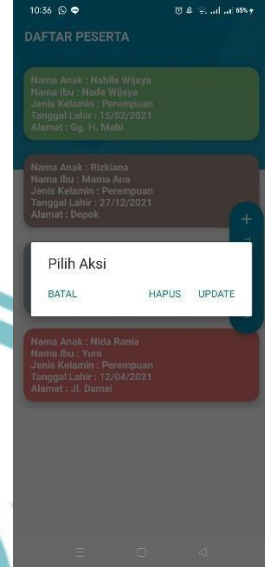 10:36
65%
DAFTAR PESERTA
Nama Anak : Nabila Wijaya
Nama Ibu : Nada Wijaya
Jenis Kelamin : Perempuan
Tanggal Lahir : 15/02/2021
Alamat : Gg. H. Mahi
Nama Anak : Rizkiana
Nama Ibu : Mama Ana
Jenis Kelamin : Perempuan
Tanggal Lahir : 27/12/2021
Alamat : Depok
+
Pilih Aksi
BATAL HAPUS UPDATE
Nama Anak : Nida Rania
Nama Ibu : Yuni
Jenis Kelamin : Perempuan
Tanggal Lahir : 12/04/2021
Alamat : Jl. Damai